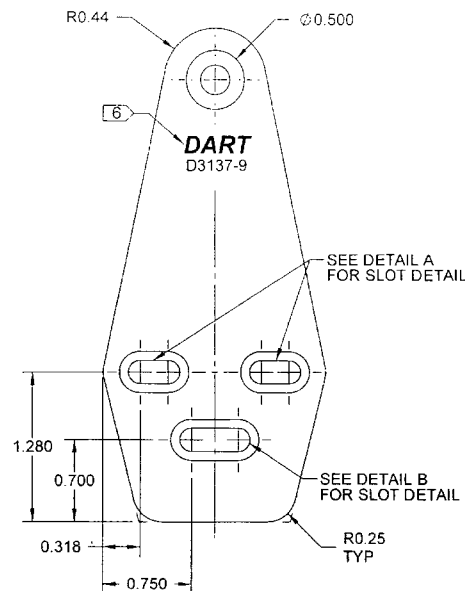 R0.44
Ø0.500
6
DART
D3137-9
SEE DETAIL A
FOR SLOT DETAIL
1.280
0.700
SEE DETAIL B
FOR SLOT DETAIL
0.318
R0.25
TYP
0.750